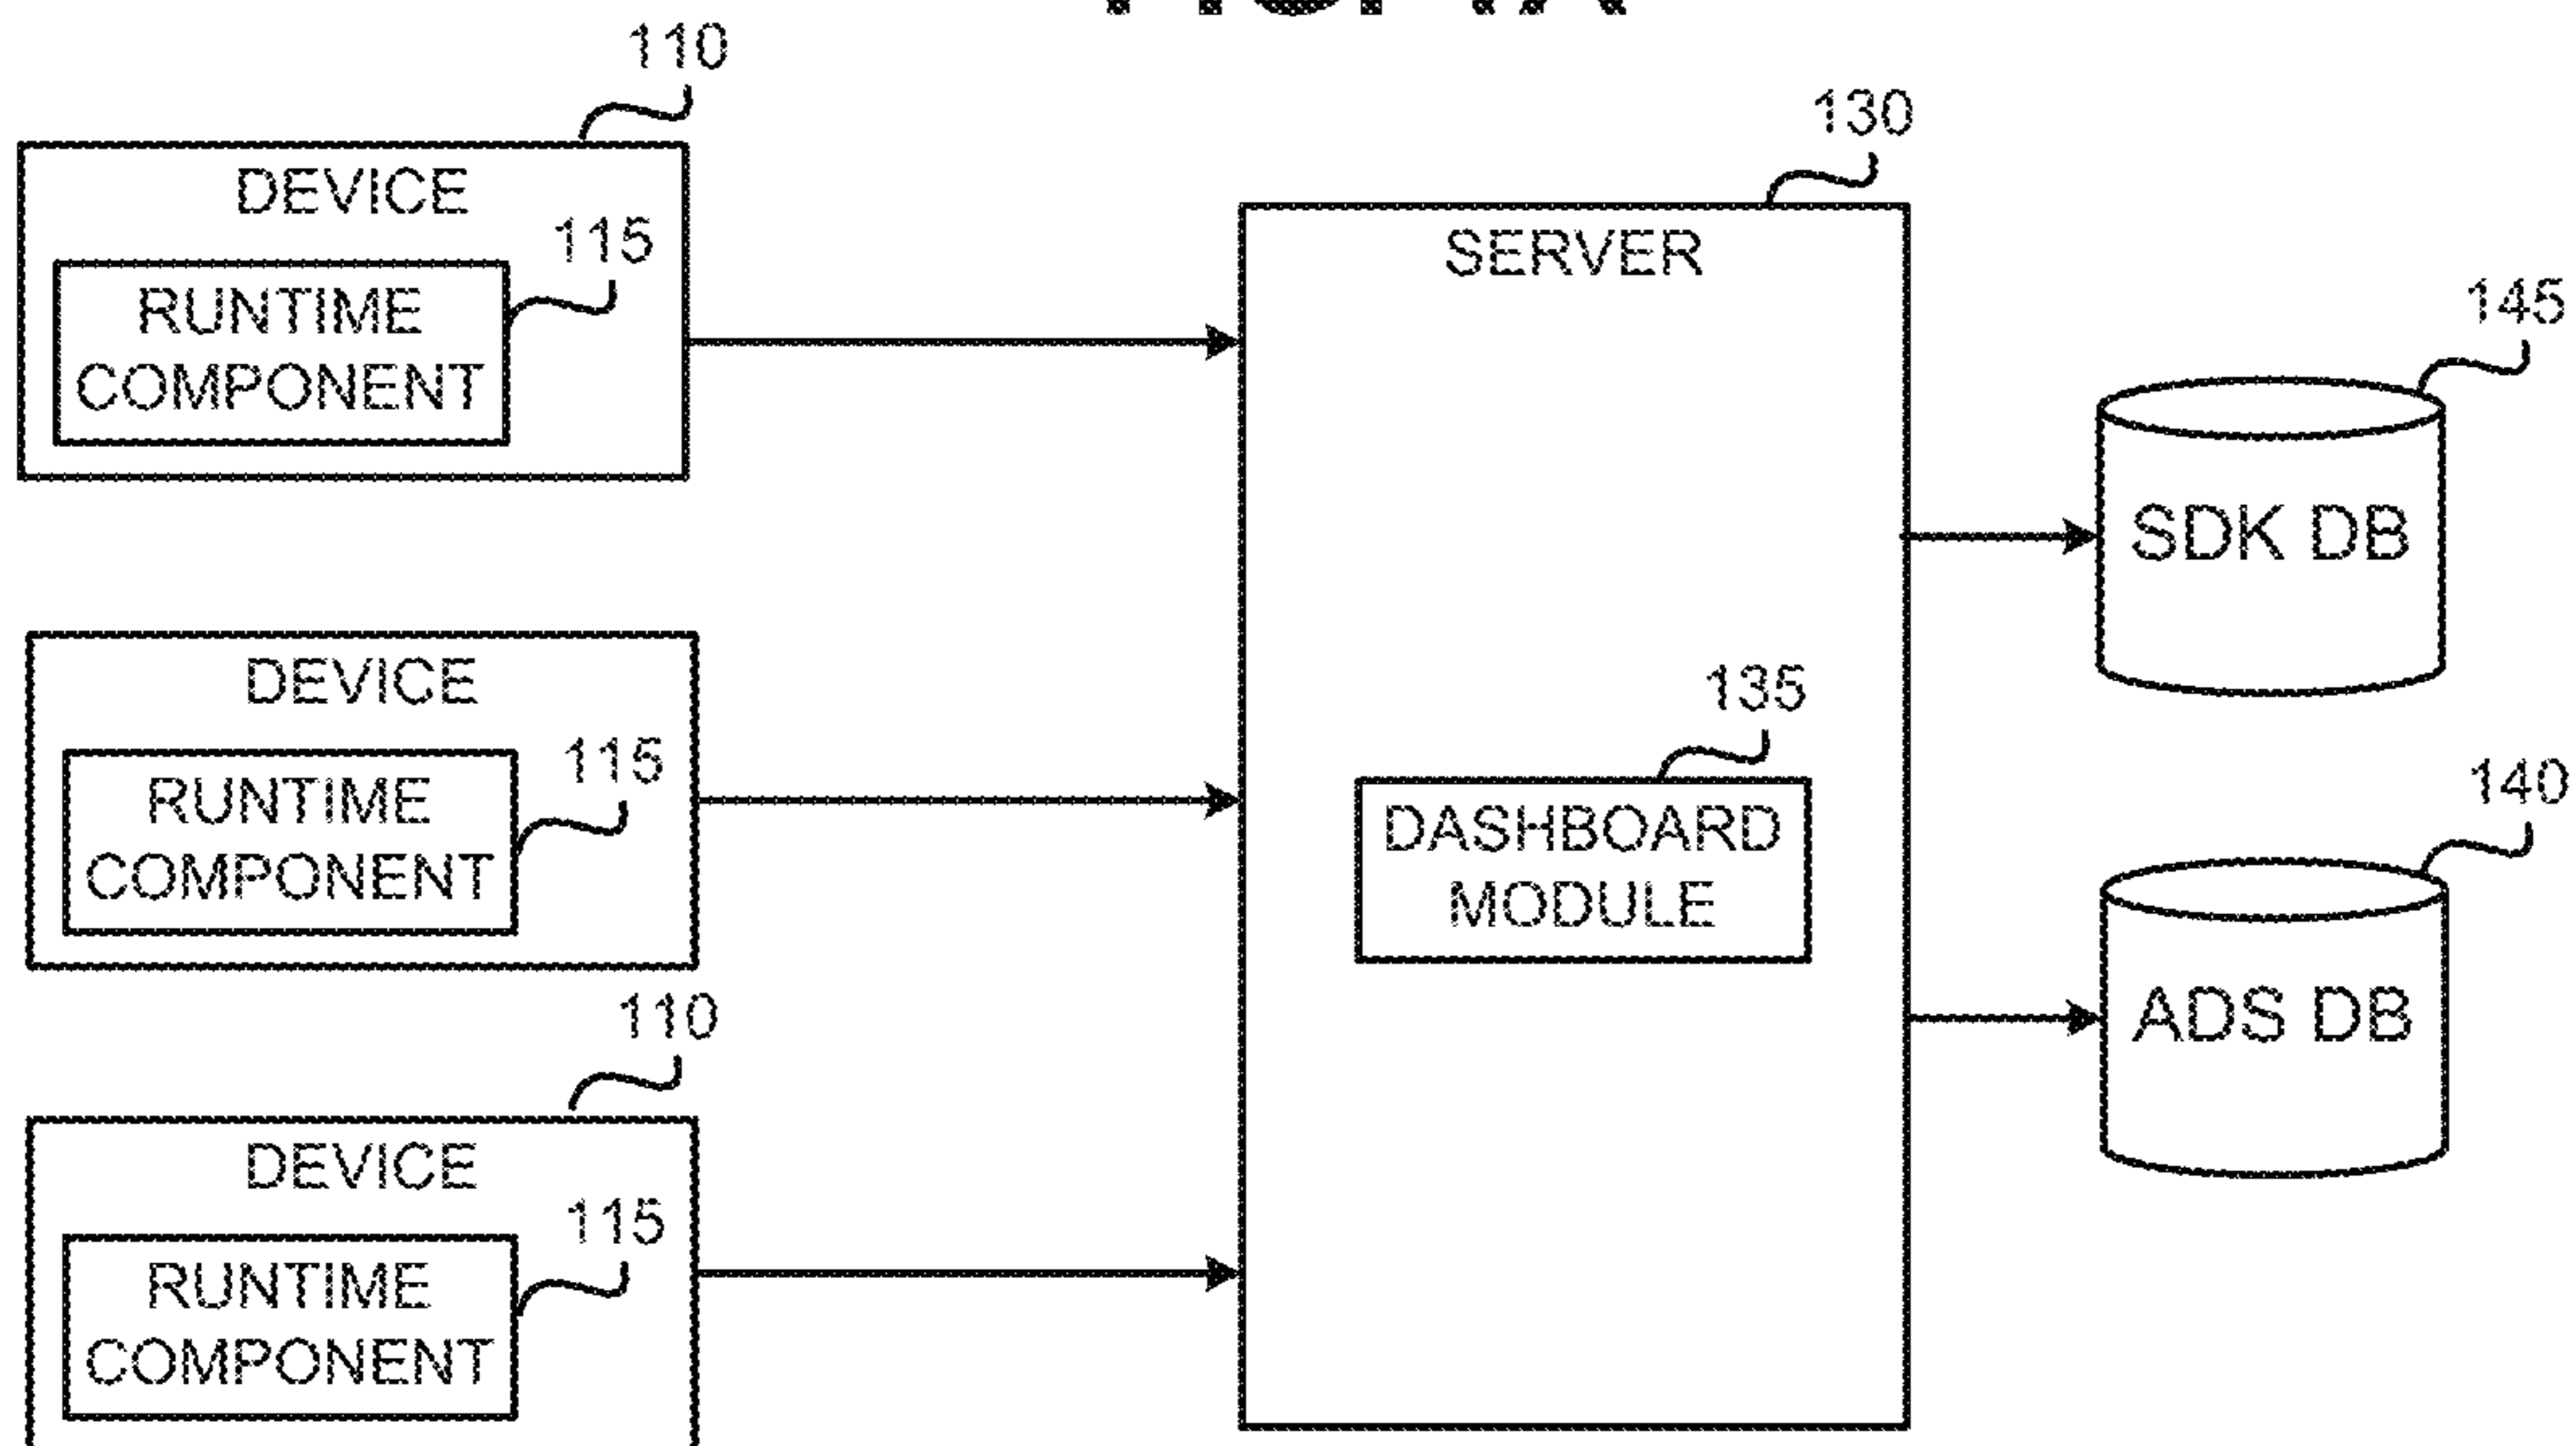 110
DEVICE
115
RUNTIME
COMPONENT
DEVICE
115
RUNTIME
COMPONENT
110
DEVICE
115
RUNTIME
COMPONENT
130
SERVER
135
DASHBOARD
MODULE
145
SDK DB
140
ADS DB